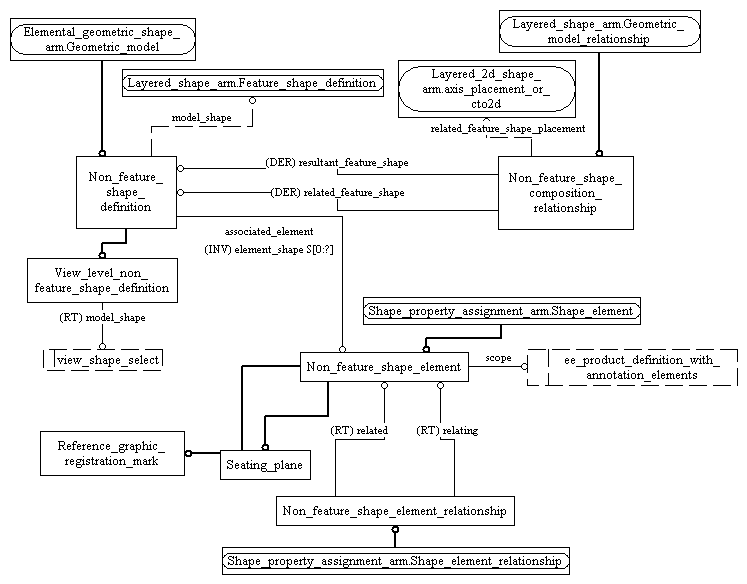 Elemental_geometric_shape_
arm.Geometric_model
Layered_shape_arm.Geometric_
model_relationship
Layered_shape_arm.Feature_shape_definition
Layered_2d_shape_
arm.axis_placement_or_
cto2d
model_shape
related_feature_shape_placement
Non_feature_
shape_
definition
(DER) resultant_feature_shape
(DER) related_feature_shape
Non_feature_shape_
composition_
relationship
associated_element
(INV) element_shape S[0:?]
View_level_non_
feature_shape_definition
(RT) model_shape
view_shape_select
Shape_property_assignment_arm.Shape_element
Non_feature_shape_element
scope
ee_product_definition_with_
annotation_elements
(RT) related
(RT) relating
Reference_graphic_
registration_mark
Seating_plane
Non_feature_shape_element_relationship
Shape_property_assignment_arm.Shape_element_relationship